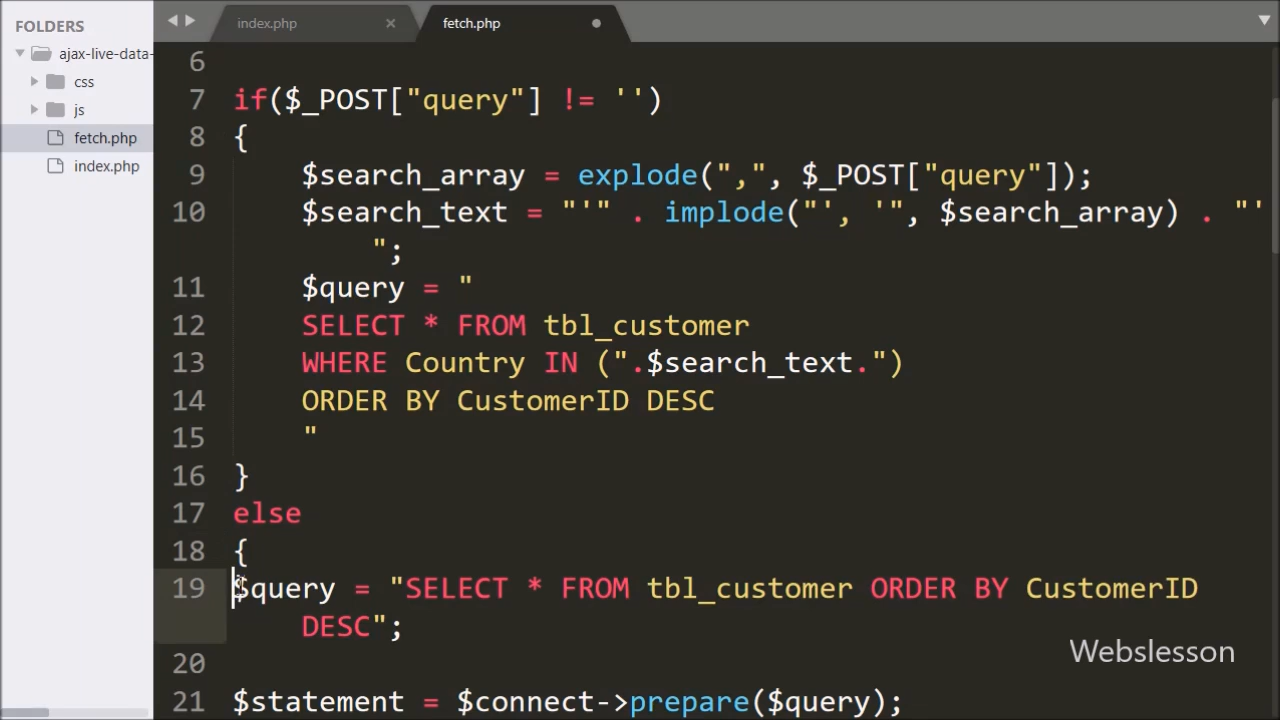 FOLDERS
ajax-live-data-
css
js
fetch.php
index.php
index.php ×
fetch.php
6
7 if($_POST["query"] != '')
8 {
9 $search_array = explode(",", $_POST["query"]);
10 $search_text = "'" . implode("', '", $search_array) . "'
";
11 $query = "
12 SELECT * FROM tbl_customer
13 WHERE Country IN (".$search_text.")
14 ORDER BY CustomerID DESC
15 "
16 }
17 else
18 {
19 $query = "SELECT * FROM tbl_customer ORDER BY CustomerID
DESC";
20
21 $statement = $connect->prepare($query);
Webslesson